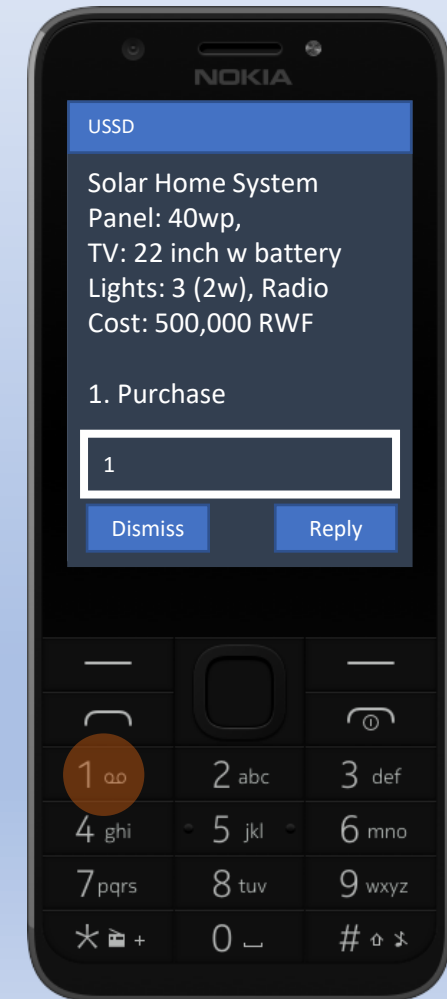 NOKIA
USSD
Solar Home System
Panel: 40wp,
TV: 22 inch w battery
Lights: 3 (2w), Radio
Cost: 500,000 RWF
1. Purchase
1
Dismiss Reply
1 2 abc 3 def
4 ghi 5 jkl 6 mno
7 pqrs 8 tuv 9 wxyz
* + 0 #